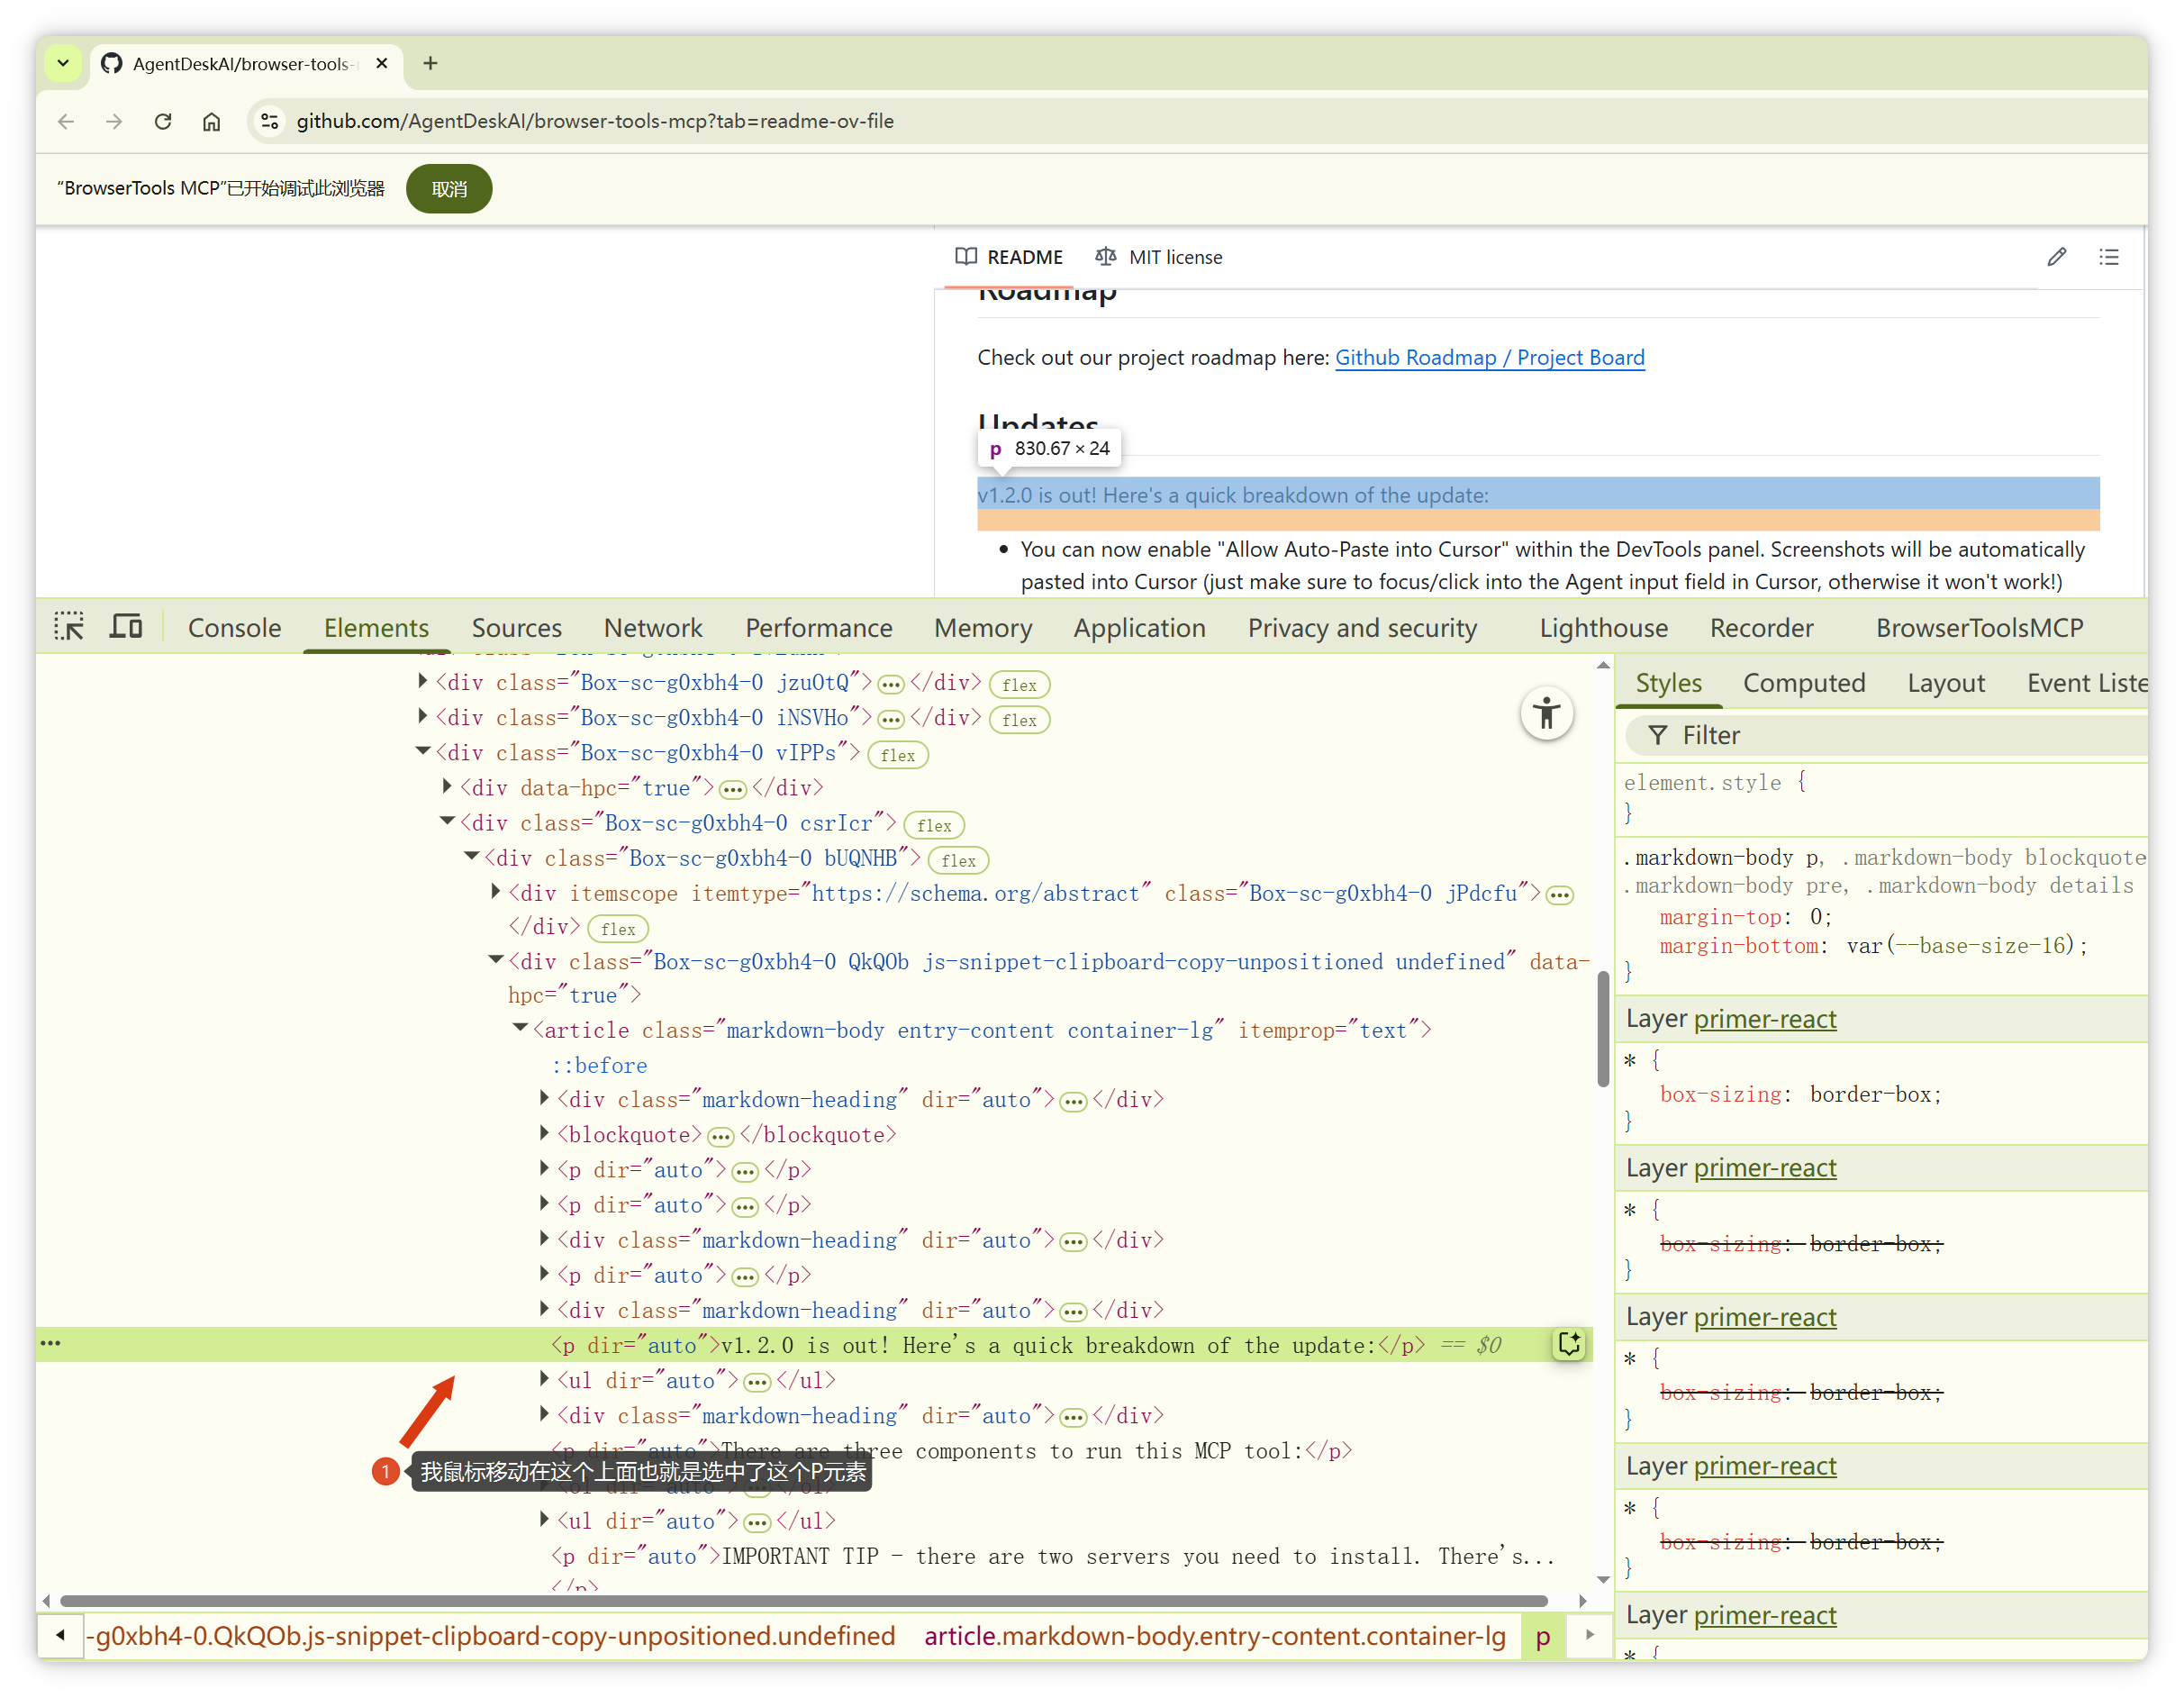 AgentDeskAI/browser-tools-
github.com/AgentDeskAI/browser-tools-mcp?tab=readme-ov-file
“BrowserTools MCP”已开始调试此浏览器
取消
README
MIT license
Roadmap
Check out our project roadmap here: Github Roadmap / Project Board
Updates
p 830.67 × 24
v1.2.0 is out! Here's a quick breakdown of the update:
You can now enable "Allow Auto-Paste into Cursor" within the DevTools panel. Screenshots will be automatically
pasted into Cursor (just make sure to focus/click into the Agent input field in Cursor, otherwise it won't work!)
Console Elements Sources Network Performance Memory Application Privacy and security Lighthouse Recorder BrowserToolsMCP
<div class="Box-sc-g0xbh4-0 jzuOtQ">…</div> flex
<div class="Box-sc-g0xbh4-0 iNSVHo">…</div> flex
<div class="Box-sc-g0xbh4-0 vIPPs"> flex
<div data-hpc="true">…</div>
<div class="Box-sc-g0xbh4-0 csrIcr"> flex
<div class="Box-sc-g0xbh4-0 bUQNHB"> flex
<div itemscope itemtype="https://schema.org/abstract" class="Box-sc-g0xbh4-0 jPdcfu">…
</div> flex
<div class="Box-sc-g0xbh4-0 QkQOb js-snippet-clipboard-copy-unpositioned undefined" data-
hpc="true">
<article class="markdown-body entry-content container-lg" itemprop="text">
::before
<div class="markdown-heading" dir="auto">…</div>
<blockquote>…</blockquote>
<p dir="auto">…</p>
<p dir="auto">…</p>
<div class="markdown-heading" dir="auto">…</div>
<p dir="auto">…</p>
<div class="markdown-heading" dir="auto">…</div>
<p dir="auto">v1.2.0 is out! Here's a quick breakdown of the update:</p> == $0
<ul dir="auto">…</ul>
<div class="markdown-heading" dir="auto">…</div>
<p dir="auto">There are three components to run this MCP tool:</p>
1 我鼠标移动在这个上面也就是选中了这个P元素
<ol dir="auto">…</ol>
<ul dir="auto">…</ul>
<p dir="auto">IMPORTANT TIP - there are two servers you need to install. There's...
</p>
-g0xbh4-0.QkQOb.js-snippet-clipboard-copy-unpositioned.undefined article.markdown-body.entry-content.container-lg p
Styles Computed Layout Event Liste
Filter
element.style {
}
.markdown-body p, .markdown-body blockquote
.markdown-body pre, .markdown-body details
margin-top: 0;
margin-bottom: var(--base-size-16);
}
Layer primer-react
* {
box-sizing: border-box;
}
Layer primer-react
* {
box-sizing: border-box;
}
Layer primer-react
* {
box-sizing: border-box;
}
Layer primer-react
* {
box-sizing: border-box;
}
Layer primer-react
* {